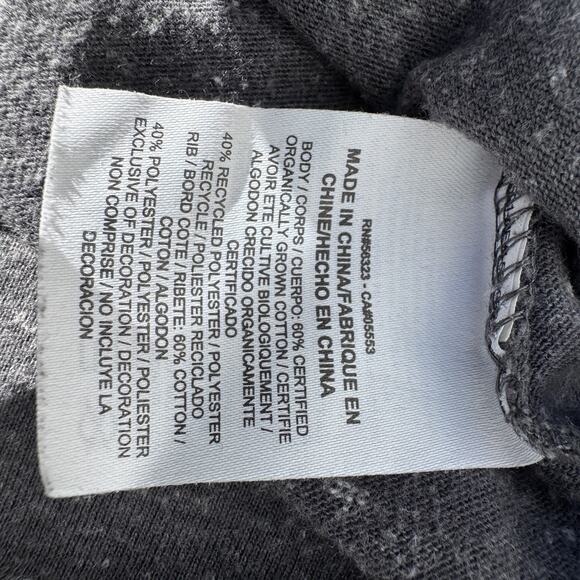 RN#56323 - CA#05553
MADE IN CHINA/FABRIQUE EN
CHINE/HECHO EN CHINA
BODY / CORPS / CUERPO: 60% CERTIFIED
ORGANICALLY GROWN COTTON / CERTIFIE
AVOIR ETE CULTIVE BIOLOGIQUEMENT /
ALGODON CRECIDO ORGANICAMENTE
CERTIFICADO
40% RECYCLED POLYESTER / POLYESTER
RECYCLE / POLIESTER RECICLADO
RIB / BORD COTE / RIBETE: 60% COTTON /
COTON / ALGODON
40% POLYESTER / POLYESTER / POLIESTER
EXCLUSIVE OF DECORATION / DECORATION
NON COMPRISE / NO INCLUYE LA
DECORACION